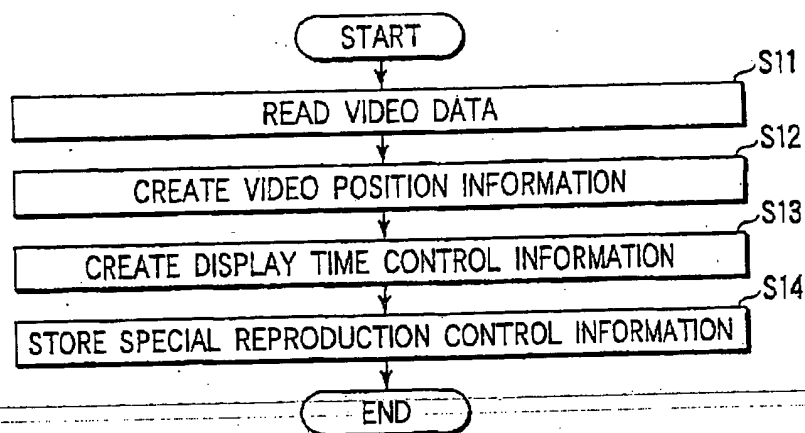 START
S11
READ VIDEO DATA
S12
CREATE VIDEO POSITION INFORMATION
S13
CREATE DISPLAY TIME CONTROL INFORMATION
S14
STORE SPECIAL REPRODUCTION CONTROL INFORMATION
END